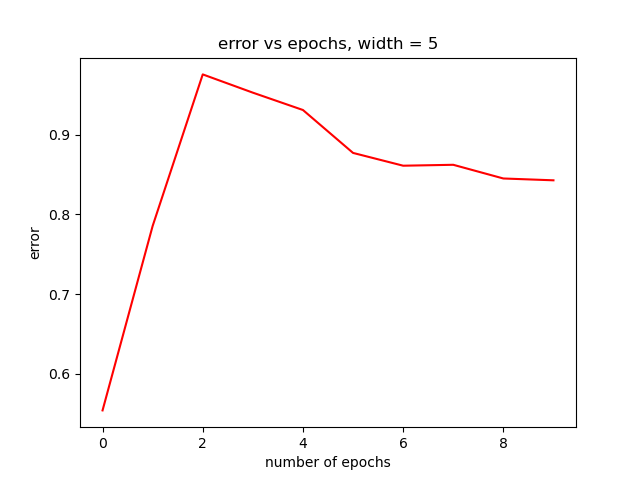 error vs epochs, width = 5
error
0.9
0.8
0.7
0.6
0 2 4 6 8
number of epochs